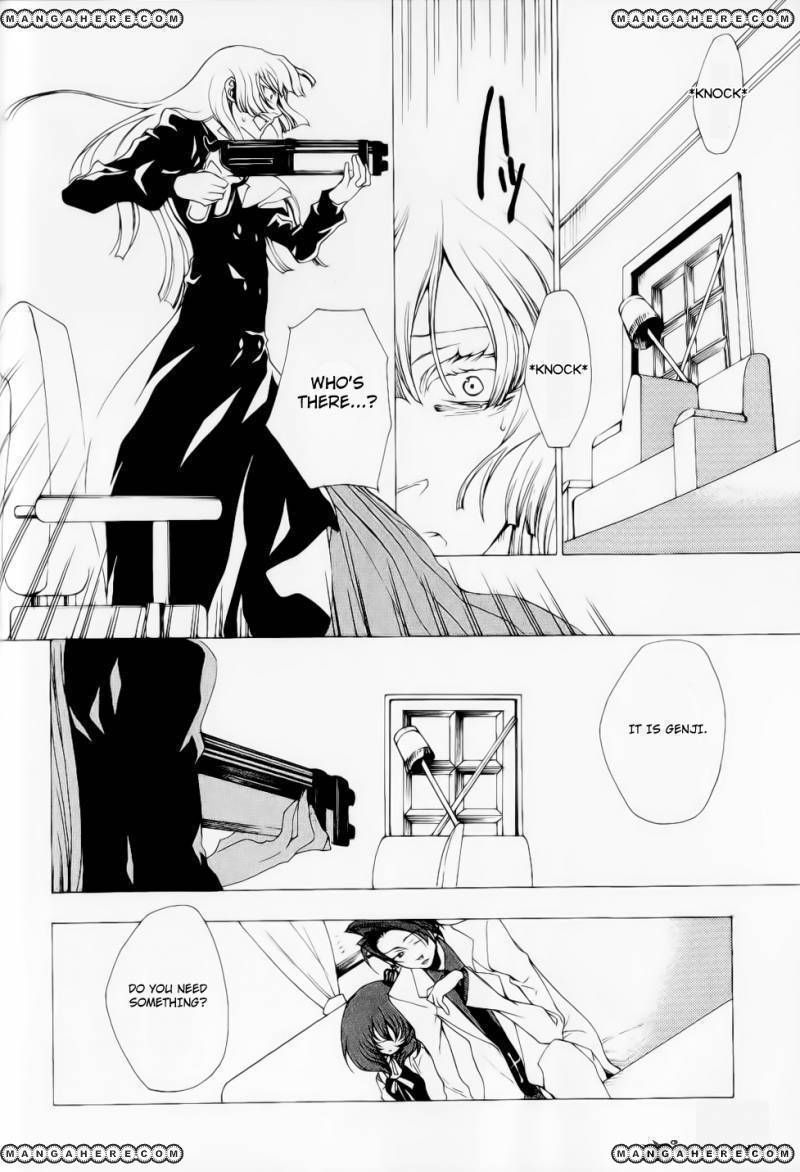 MANGAHERE.COM
MANGAHERE.COM
*KNOCK*
*KNOCK*
WHO'S
THERE...?
IT IS GENJI.
DO YOU NEED
SOMETHING?
MANGAHERE.COM
MANGAHERE.COM